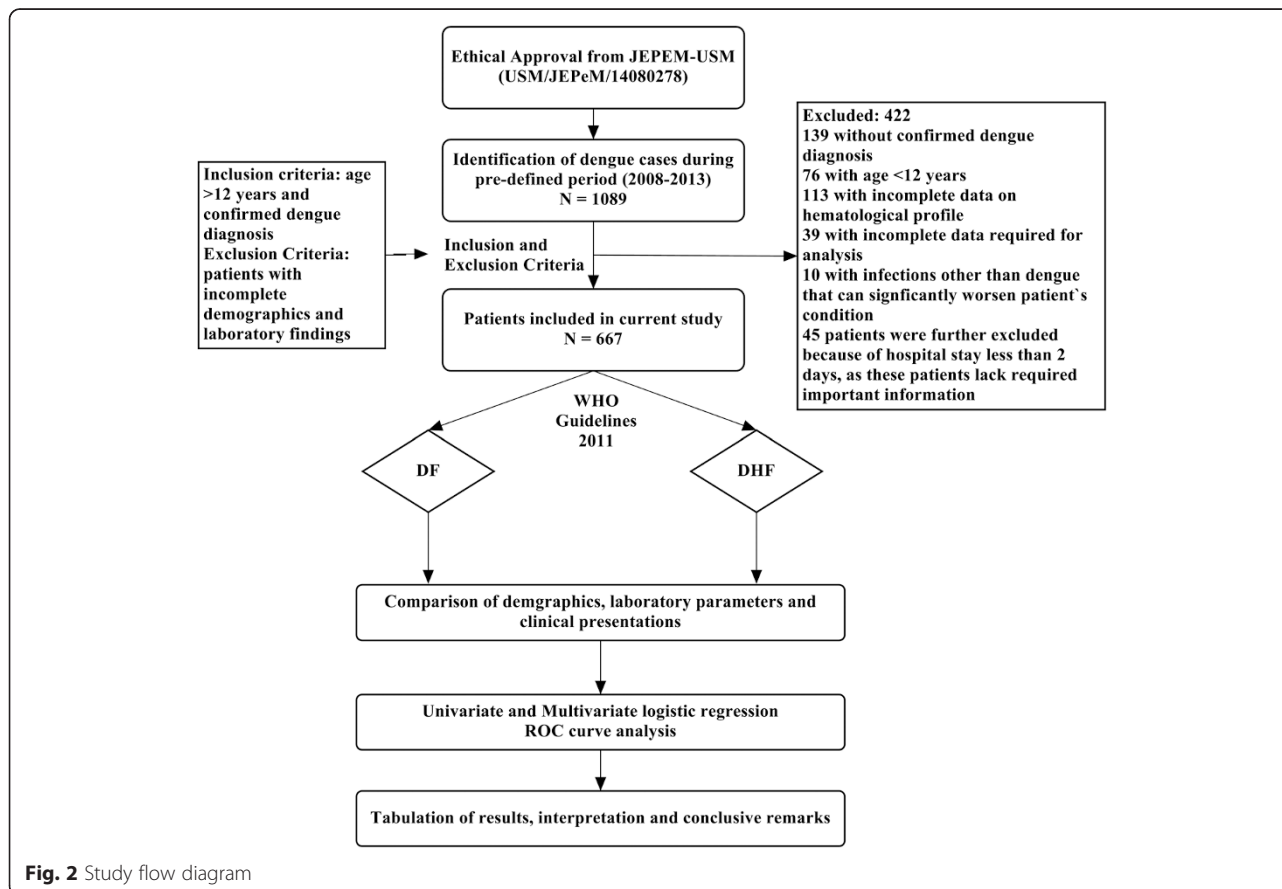 Ethical Approval from JEPEM-USM
(USM/JEPeM/14080278)
Identification of dengue cases during
pre-defined period (2008-2013)
N = 1089
Inclusion criteria: age
>12 years and
confirmed dengue
diagnosis
Exclusion Criteria:
patients with
incomplete
demographics and
laboratory findings
Inclusion and
Exclusion Criteria
Excluded: 422
139 without confirmed dengue
diagnosis
76 with age <12 years
113 with incomplete data on
hematological profile
39 with incomplete data required for
analysis
10 with infections other than dengue
that can signficantly worsen patient`s
condition
45 patients were further excluded
because of hospital stay less than 2
days, as these patients lack required
important information
Patients included in current study
N = 667
WHO
Guidelines
2011
DF
DHF
Comparison of demgraphics, laboratory parameters and
clinical presentations
Univariate and Multivariate logistic regression
ROC curve analysis
Tabulation of results, interpretation and conclusive remarks
Fig. 2 Study flow diagram